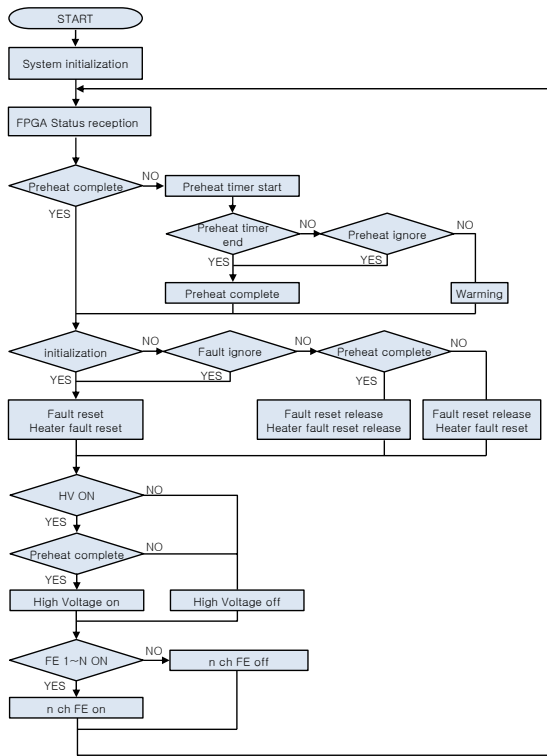 START
System initialization
FPGA Status reception
Preheat complete
NO
Preheat timer start
YES
Preheat timer
end
NO
Preheat ignore
NO
YES
YES
Preheat complete
Warming
initialization
NO
Fault ignore
NO
Preheat complete
NO
YES
YES
YES
Fault reset
Heater fault reset
Fault reset release
Heater fault reset release
Fault reset release
Heater fault reset
HV ON
NO
YES
Preheat complete
NO
YES
High Voltage on
High Voltage off
FE 1~N ON
NO
n ch FE off
YES
n ch FE on